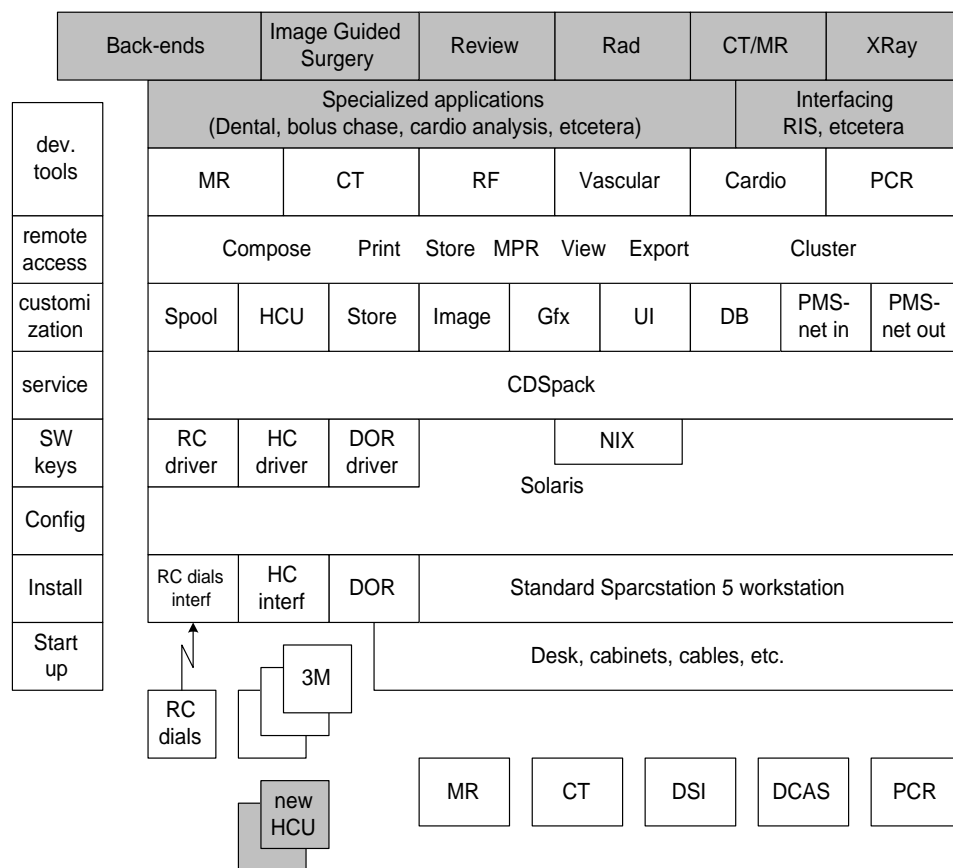 Back-ends
Image Guided
Surgery
Review
Rad
CT/MR
XRay
Specialized applications
(Dental, bolus chase, cardio analysis, etcetera)
Interfacing
RIS, etcetera
dev.
tools
MR
CT
RF
Vascular
Cardio
PCR
remote
access
Compose Print Store MPR View Export Cluster
customi
zation
Spool
HCU
Store
Image
Gfx
UI
DB
PMS-
net in
PMS-
net out
service
CDSpack
SW
keys
RC
driver
HC
driver
DOR
driver
NIX
Solaris
Config
Install
RC dials
interf
HC
interf
DOR
Standard Sparcstation 5 workstation
Start
up
3M
Desk, cabinets, cables, etc.
RC
dials
new
HCU
MR
CT
DSI
DCAS
PCR